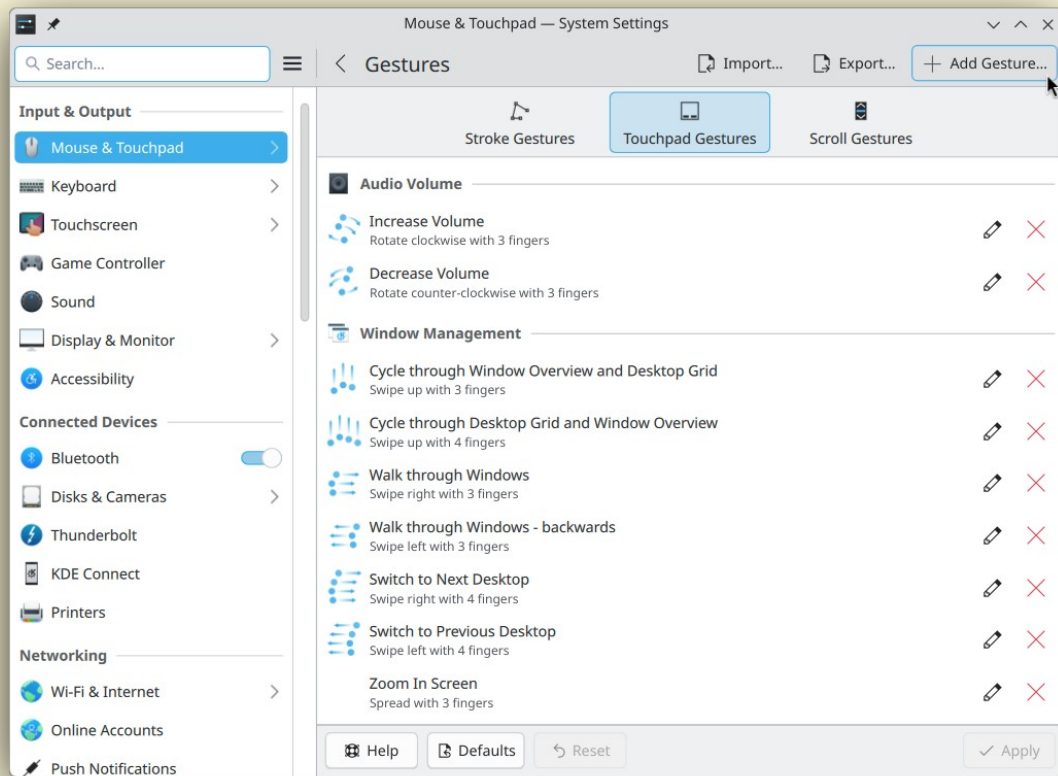 Mouse & Touchpad — System Settings
Search...
Gestures
Import...
Export...
Add Gesture...
Input & Output
Mouse & Touchpad
Keyboard
Touchscreen
Game Controller
Sound
Display & Monitor
Accessibility
Connected Devices
Bluetooth
Disks & Cameras
Thunderbolt
KDE Connect
Printers
Networking
Wi-Fi & Internet
Online Accounts
Push Notifications
Stroke Gestures
Touchpad Gestures
Scroll Gestures
Audio Volume
Increase Volume
Rotate clockwise with 3 fingers
Decrease Volume
Rotate counter-clockwise with 3 fingers
Window Management
Cycle through Window Overview and Desktop Grid
Swipe up with 3 fingers
Cycle through Desktop Grid and Window Overview
Swipe up with 4 fingers
Walk through Windows
Swipe right with 3 fingers
Walk through Windows - backwards
Swipe left with 3 fingers
Switch to Next Desktop
Swipe right with 4 fingers
Switch to Previous Desktop
Swipe left with 4 fingers
Zoom In Screen
Spread with 3 fingers
Help
Defaults
Reset
Apply